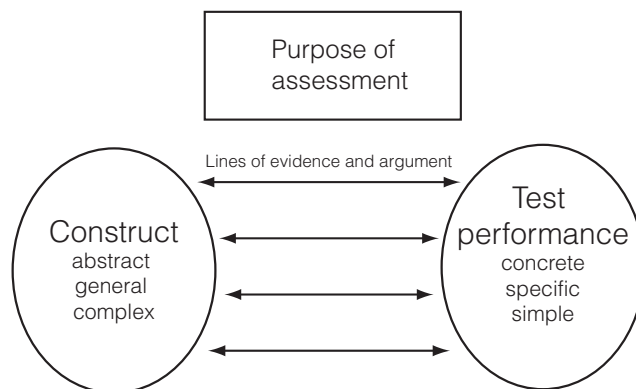 Purpose of
assessment
Lines of evidence and argument
Construct
abstract
general
complex
Test
performance
concrete
specific
simple